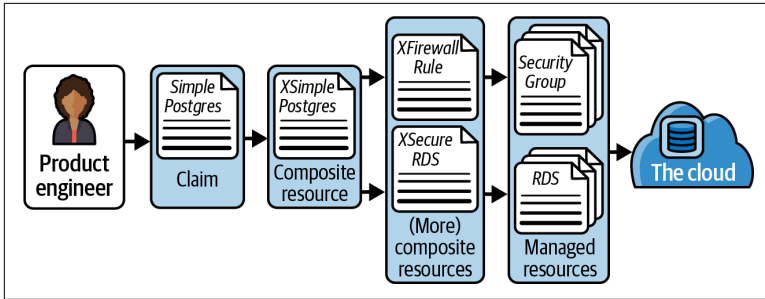 Product
engineer
Simple
Postgres
Claim
XSimple
Postgres
Composite
resource
XFirewall
Rule
XSecure
RDS
(More)
composite
resources
Security
Group
RDS
Managed
resources
The cloud